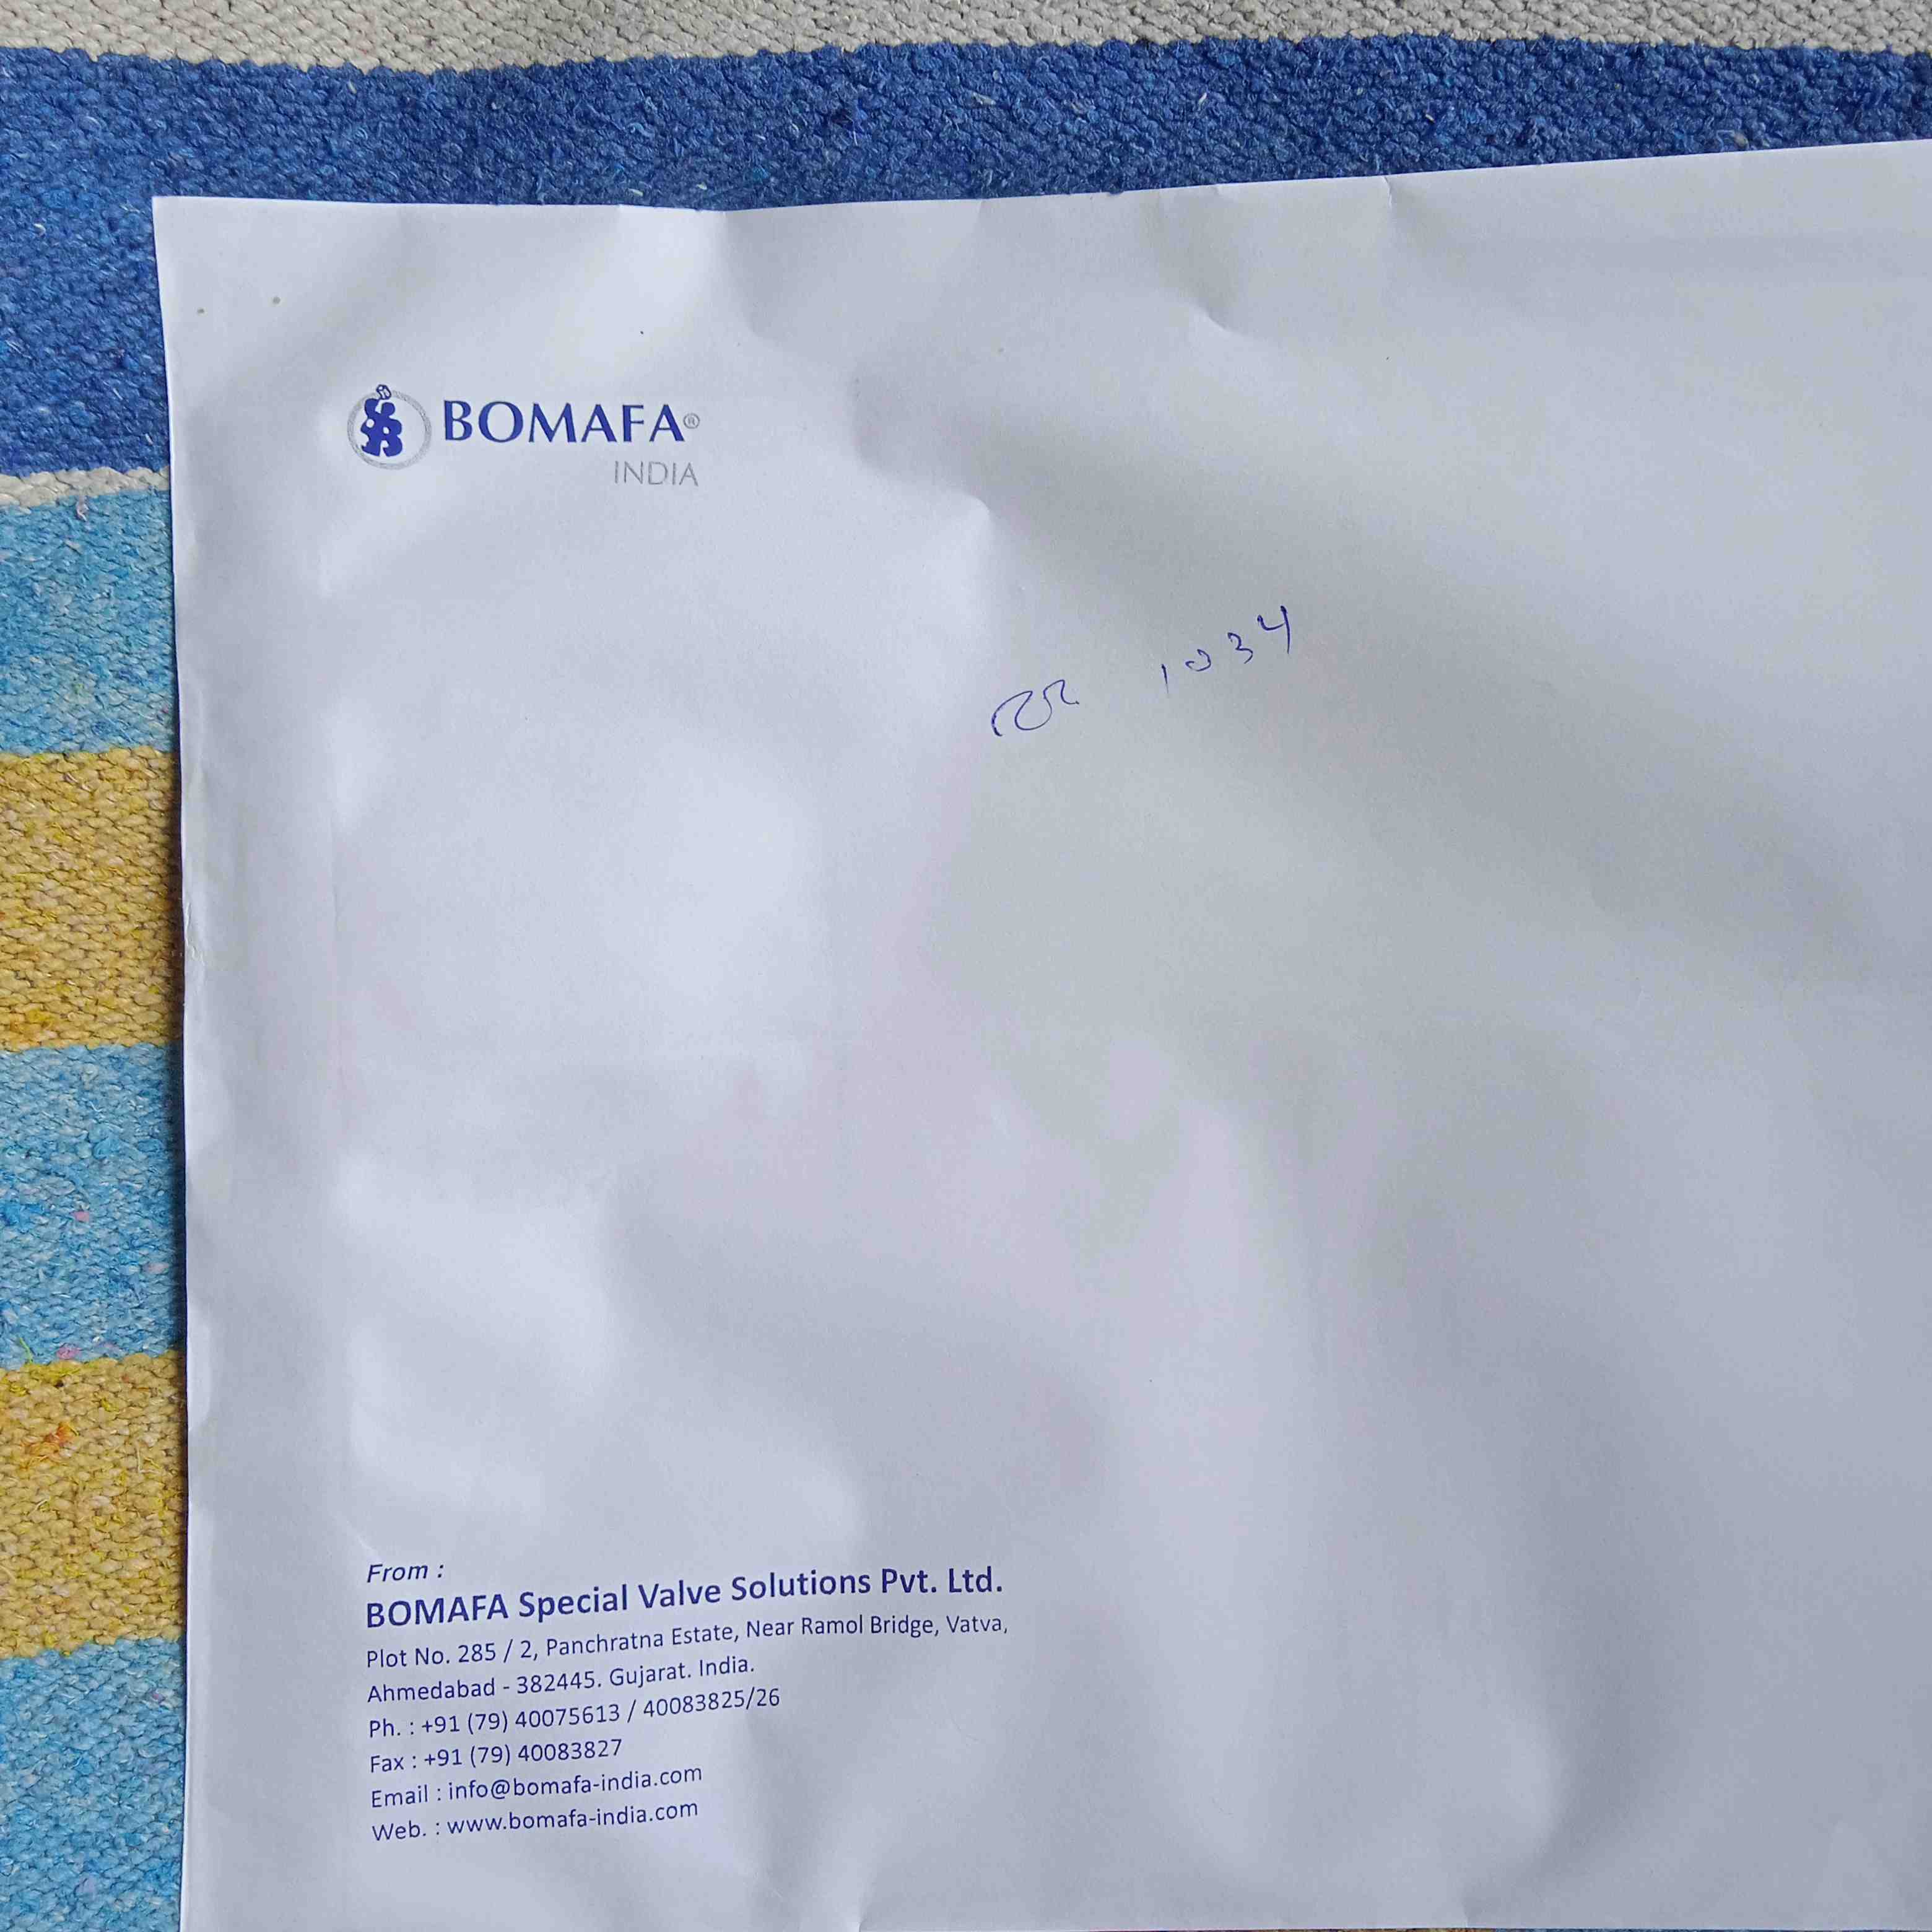 BOMAFA®
INDIA
1034
From :
BOMAFA Special Valve Solutions Pvt. Ltd.
Plot No. 285 / 2, Panchratna Estate, Near Ramol Bridge, Vatva,
Ahmedabad - 382445. Gujarat. India.
Ph. : +91 (79) 40075613 / 40083825/26
Fax : +91 (79) 40083827
Email : info@bomafa-india.com
Web. : www.bomafa-india.com